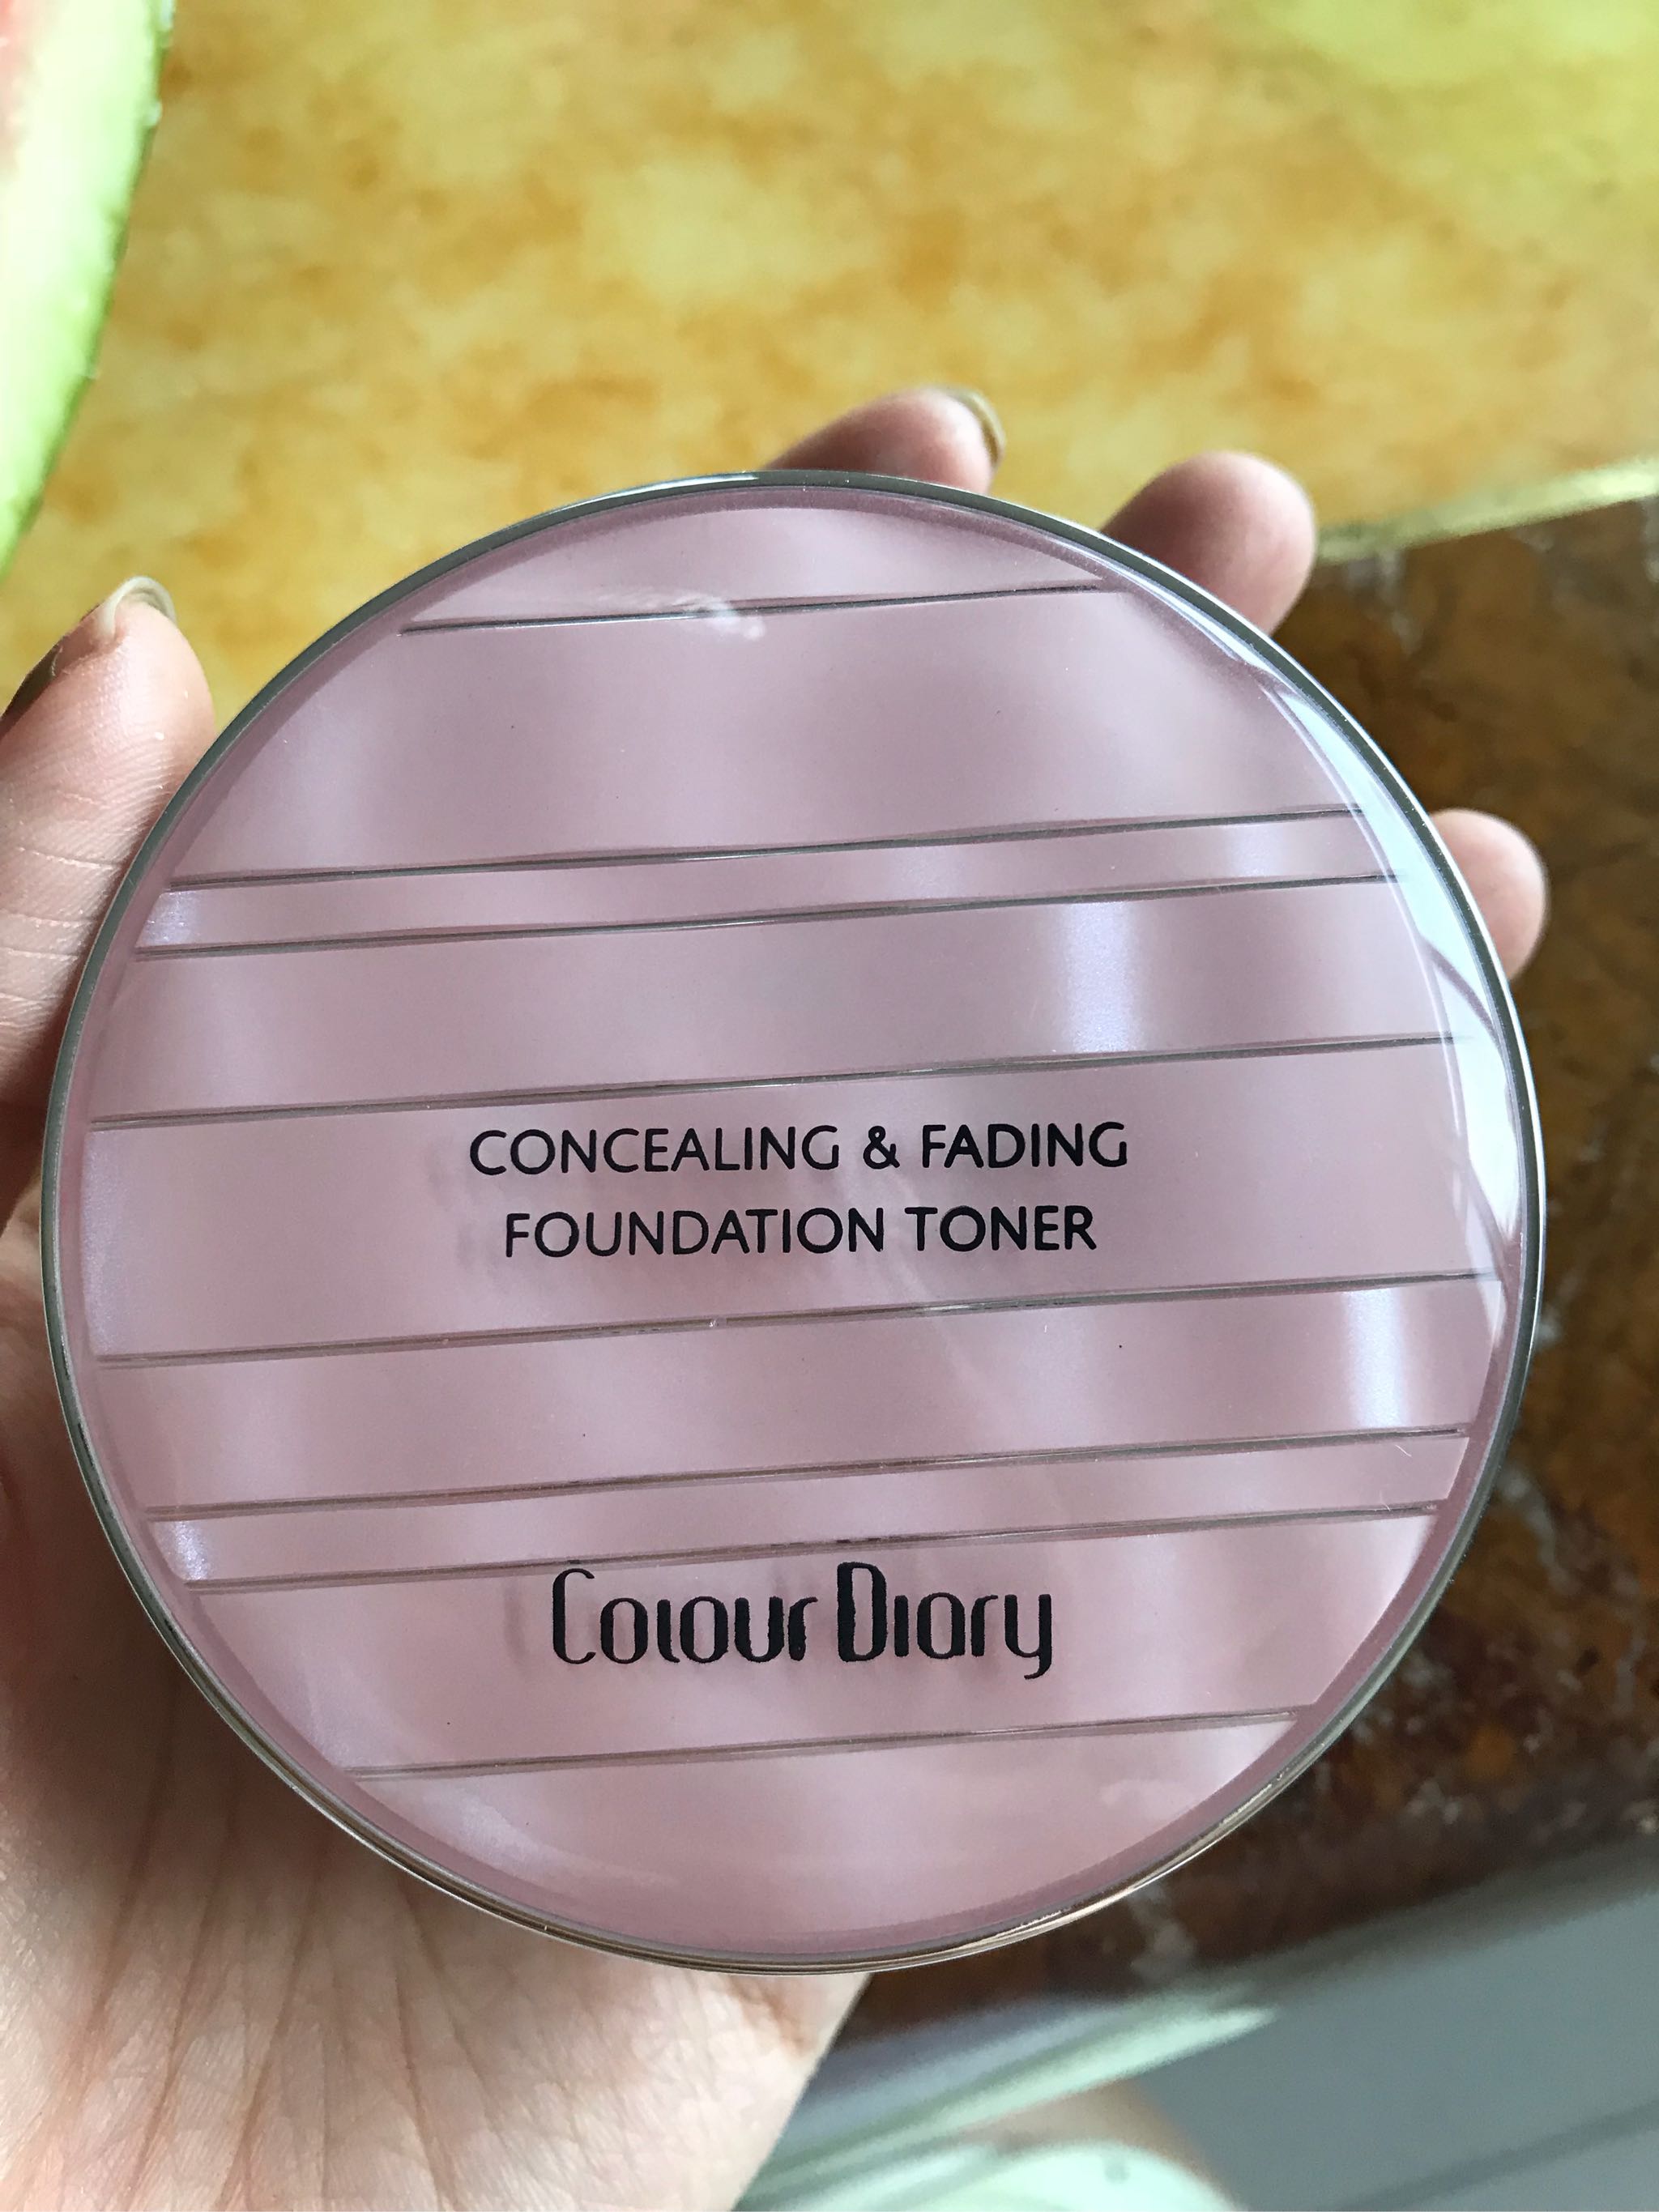 CONCEALING & FADING
FOUNDATION TONER
Colour Diary